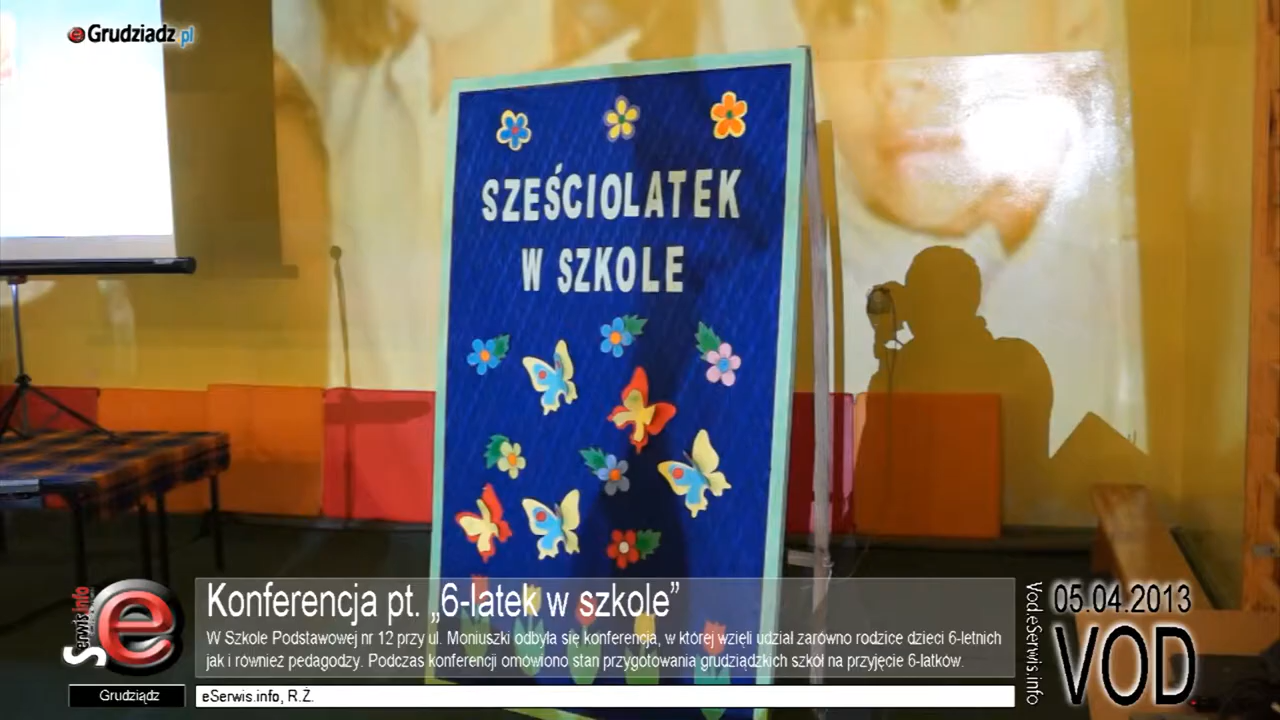 eGrudziadz.pl
SZEŚCIOLATEK
W SZKOLE
eSerwis.info
Konferencja pt. „6-latek w szkole”
W Szkole Podstawowej nr 12 przy ul. Moniuszki odbyła się konferencja, w której wzięli udział zarówno rodzice dzieci 6-letnich
jak i również pedagodzy. Podczas konferencji omówiono stan przygotowania grudziądzkich szkół na przyjęcie 6-latków.
Grudziądz
eSerwis.info, R.Ż.
Vod.eSerwis.info
05.04.2013
VOD